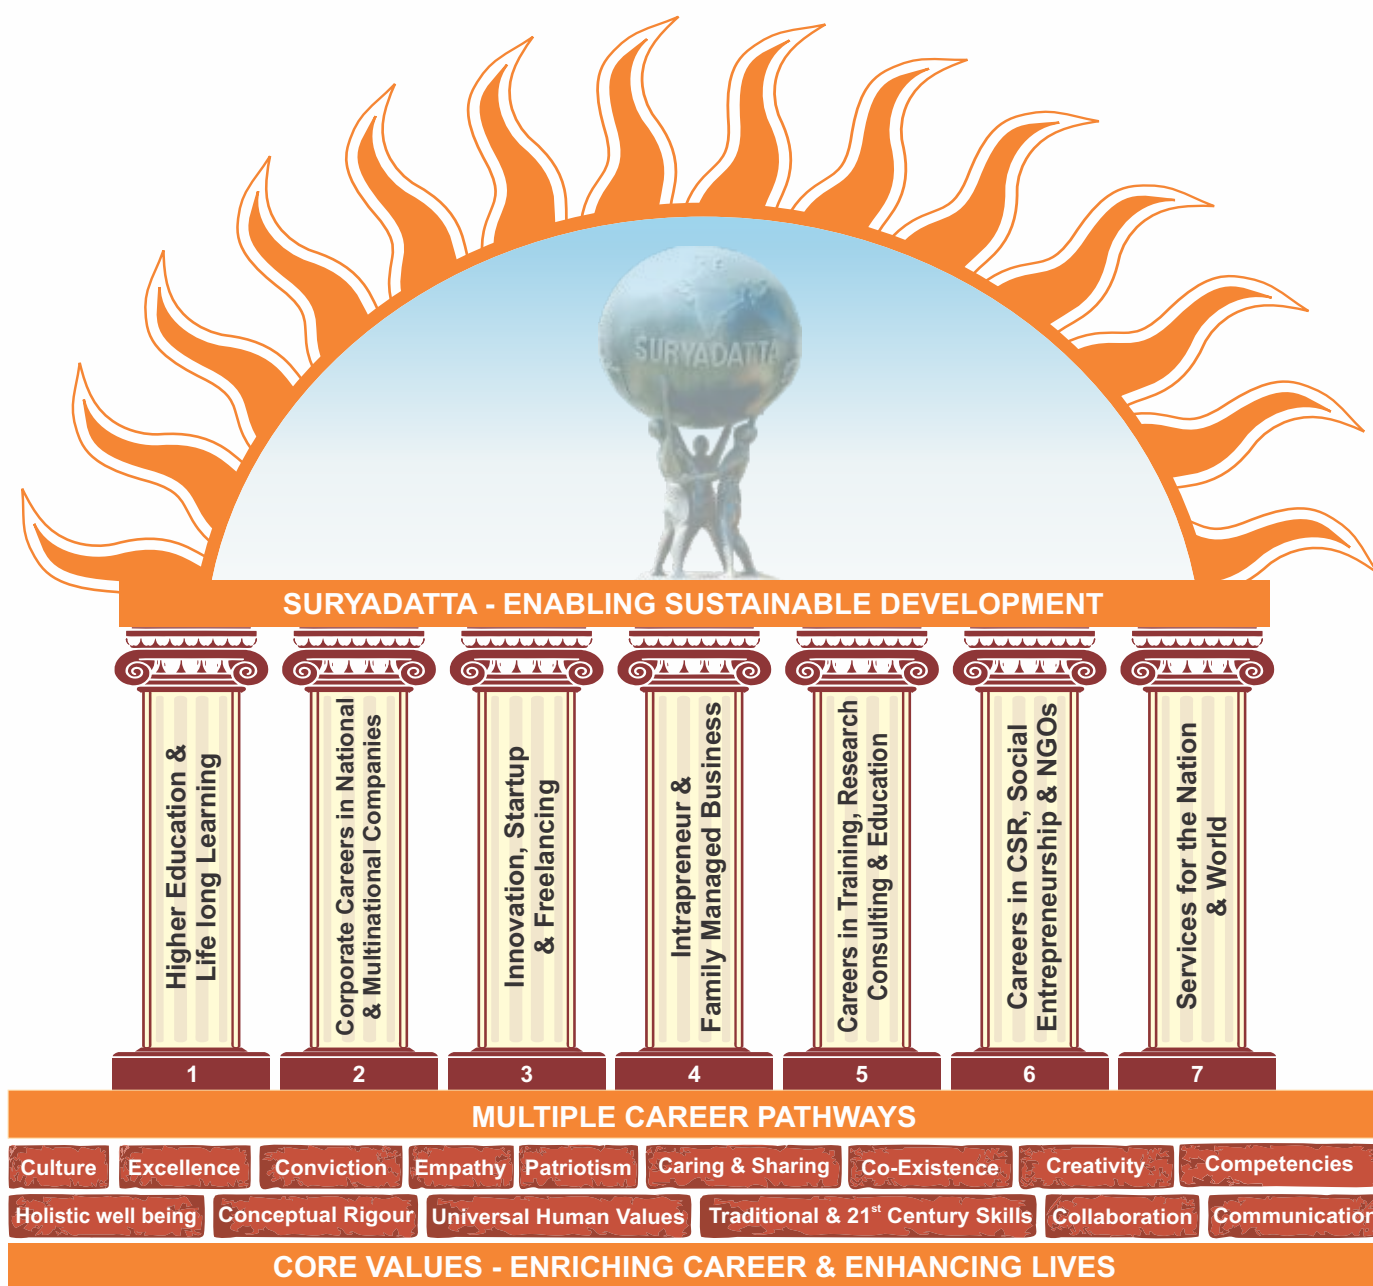 SURYADATTA
SURYADATTA - ENABLING SUSTAINABLE DEVELOPMENT
Higher Education &
Life long Learning
Corporate Careers in National
& Multinational Companies
Innovation, Startup
& Freelancing
Intrapreneur &
Family Managed Business
Careers in Training, Research
Consulting & Education
Careers in CSR, Social
Entrepreneurship & NGOs
Services for the Nation
& World
1 2 3 4 5 6 7
MULTIPLE CAREER PATHWAYS
Culture Excellence Conviction Empathy Patriotism Caring & Sharing Co-Existence Creativity Competencies
Holistic well being Conceptual Rigour Universal Human Values Traditional & 21st Century Skills Collaboration Communication
CORE VALUES - ENRICHING CAREER & ENHANCING LIVES